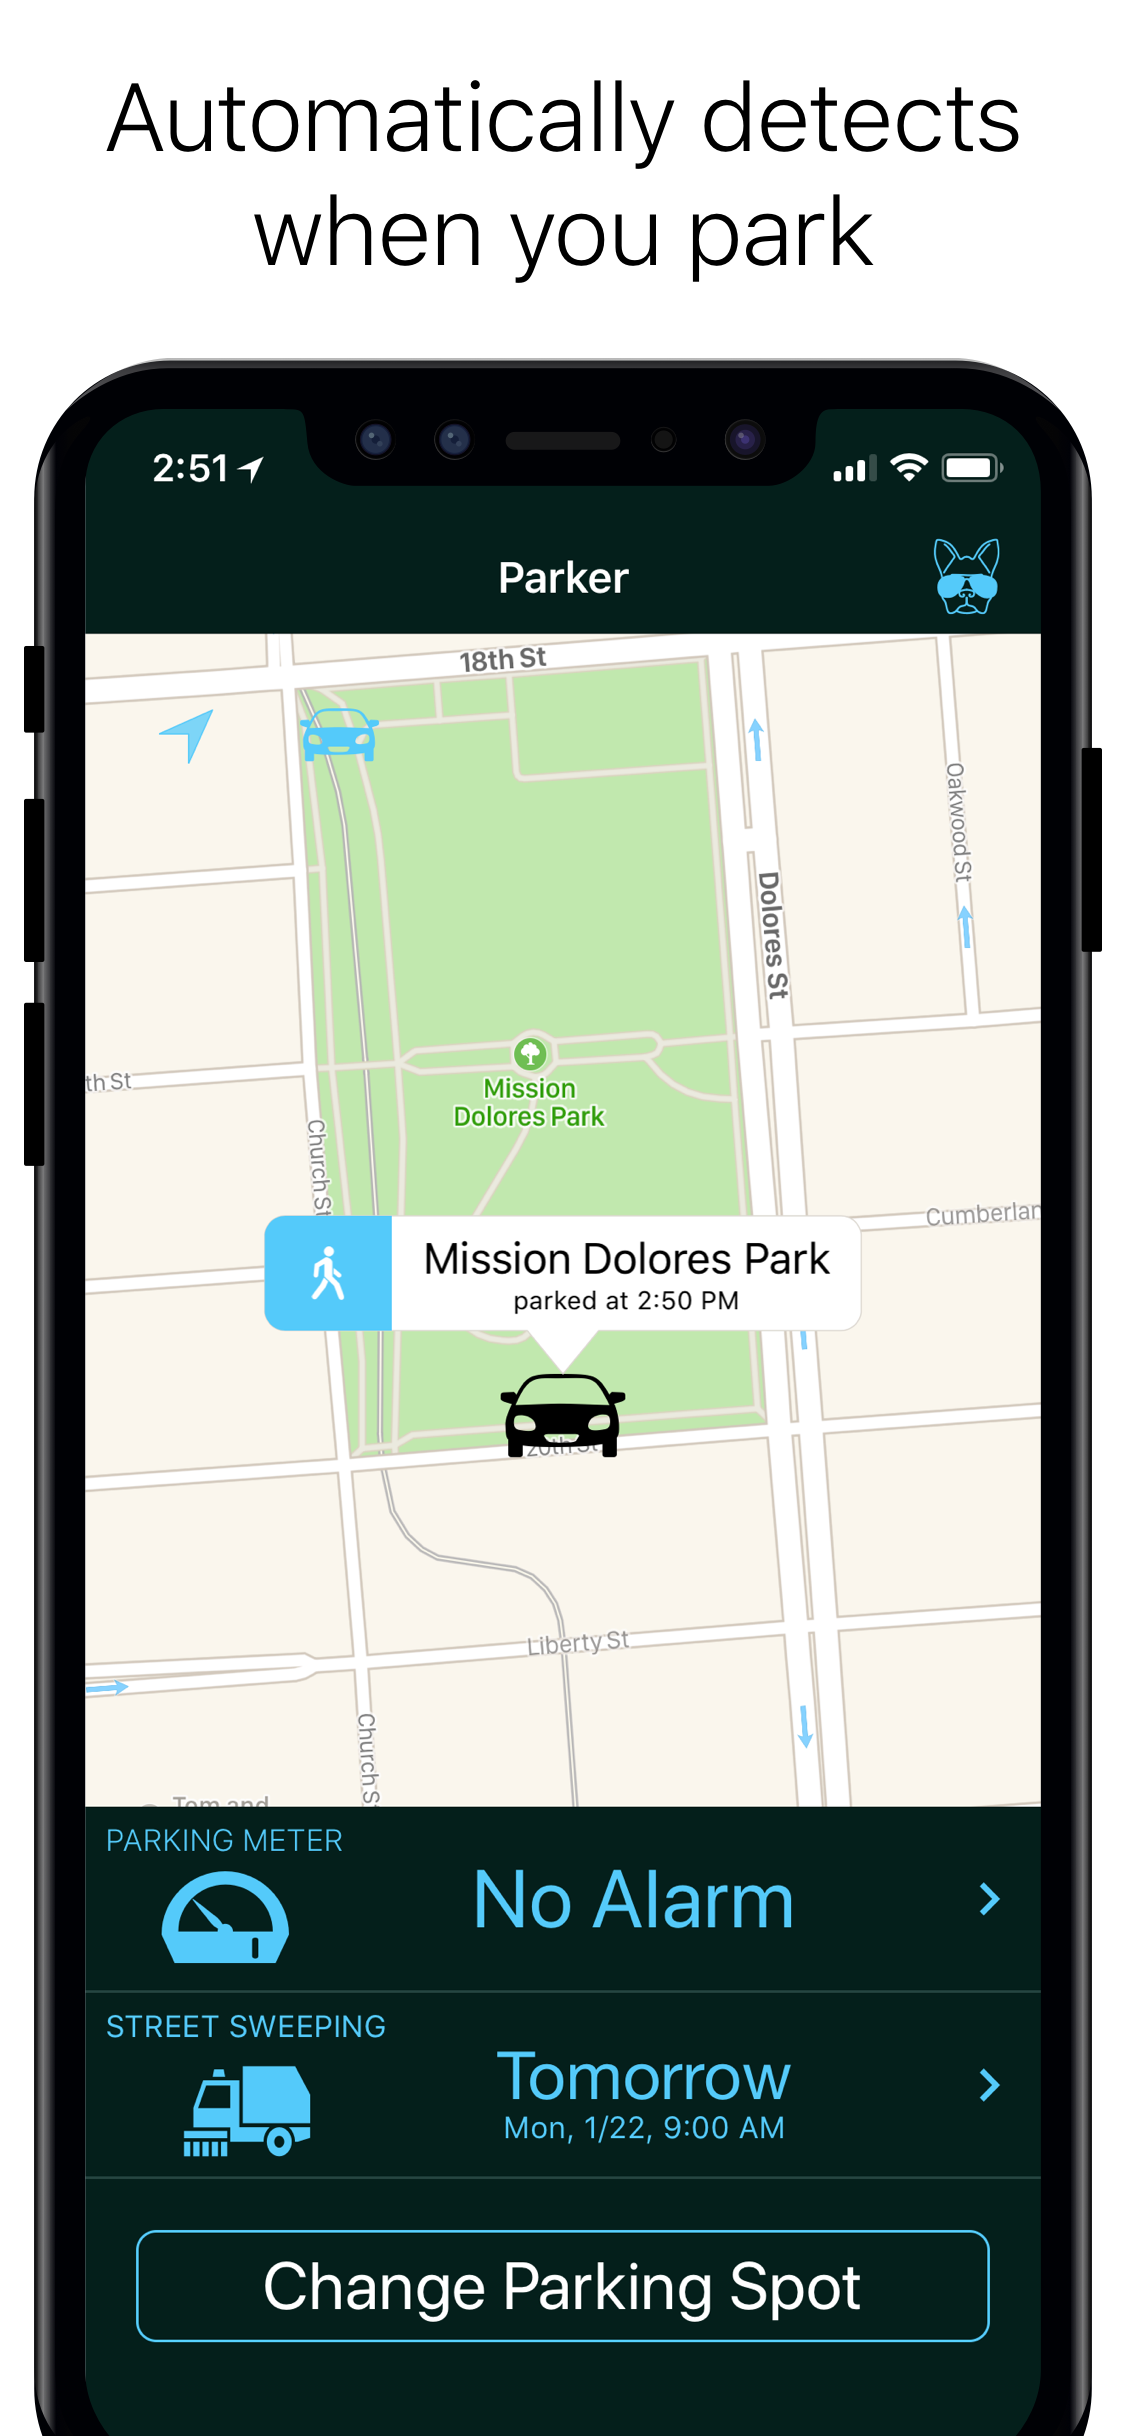 Automatically detects
when you park
2:51
Parker
18th St
Oakwood St
Dolores St
Mission
Dolores Park
th St
Church St
Cumberlan
Mission Dolores Park
parked at 2:50 PM
20th St
Liberty St
Church S
Tom and
PARKING METER
No Alarm
STREET SWEEPING
Tomorrow
Mon, 1/22, 9:00 AM
Change Parking Spot